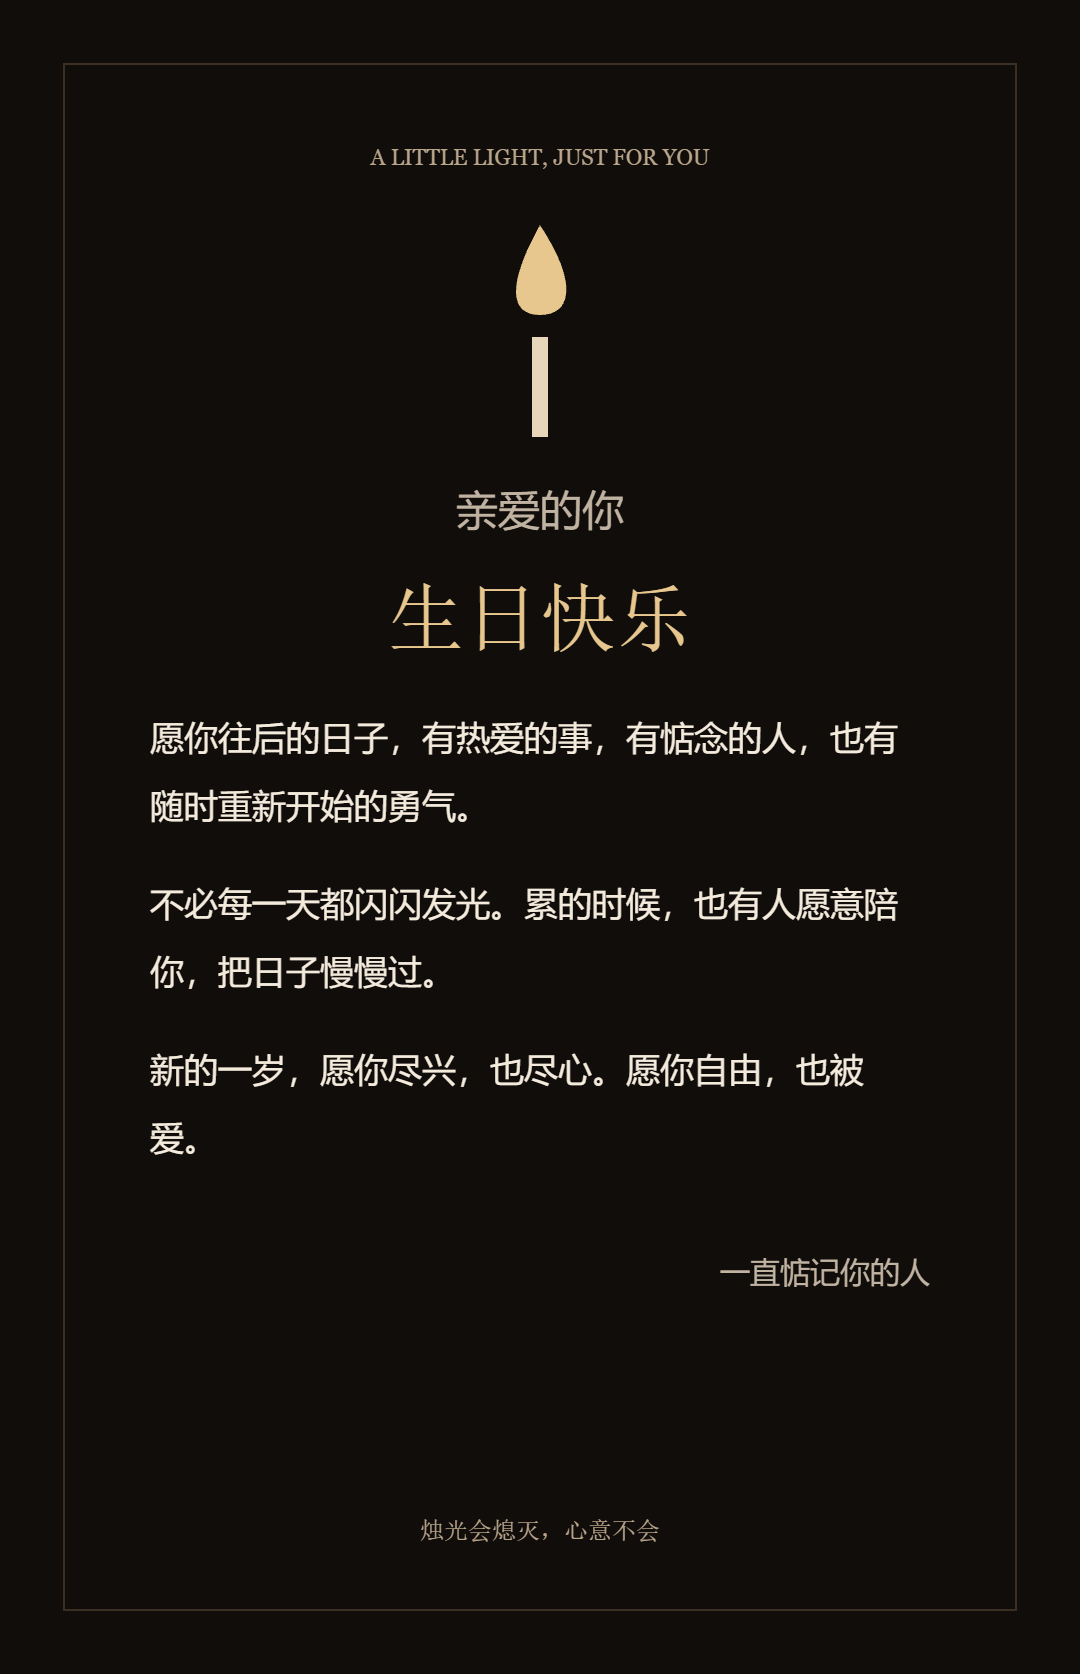 A LITTLE LIGHT, JUST FOR YOU
亲爱的你
生日快乐
愿你往后的日子，有热爱的事，有惦念的人，也有
随时重新开始的勇气。
不必每一天都闪闪发光。累的时候，也有人愿意陪
你，把日子慢慢过。
新的一岁，愿你尽兴，也尽心。愿你自由，也被
爱。
一直惦记你的人
烛光会熄灭，心意不会